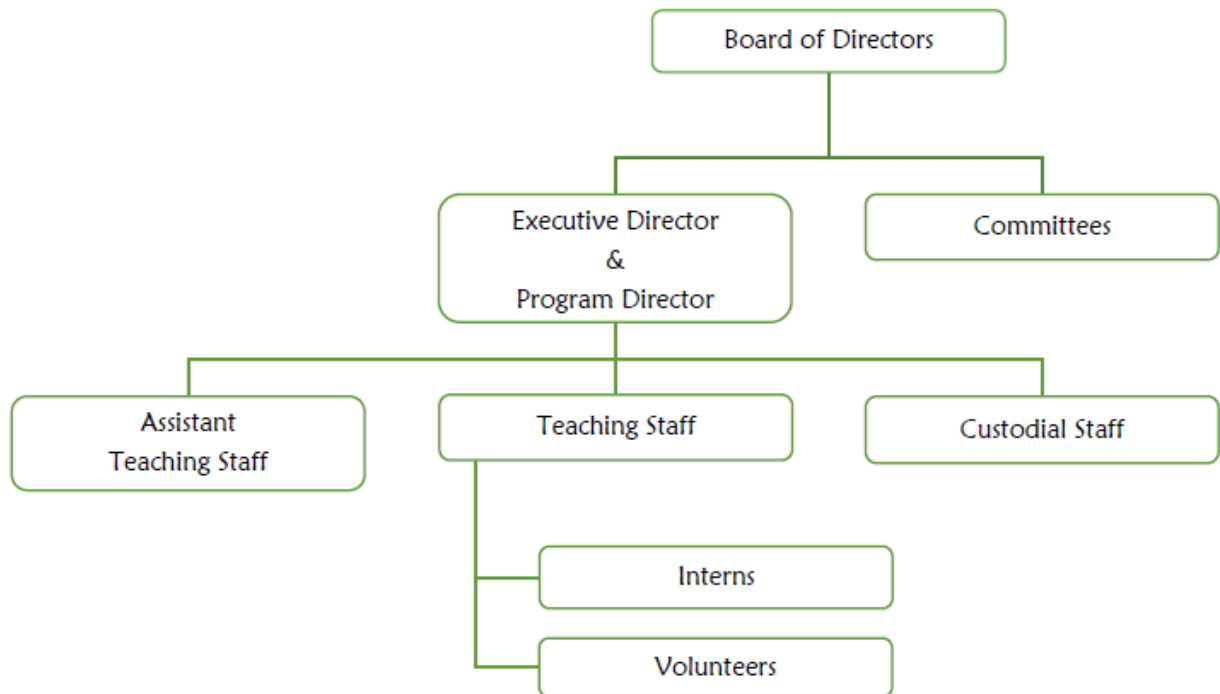 Board of Directors
Executive Director
&
Program Director
Committees
Assistant
Teaching Staff
Teaching Staff
Custodial Staff
Interns
Volunteers